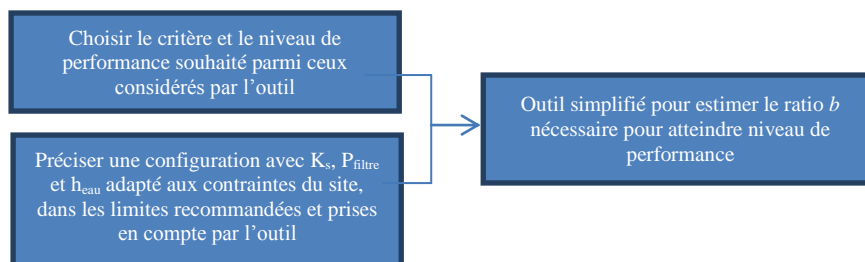 Choisir le critère et le niveau de
performance souhaité parmi ceux
considérés par l’outil
Préciser une configuration avec Ks, Pfiltre
et heau adapté aux contraintes du site,
dans les limites recommandées et prises
en compte par l’outil
Outil simplifié pour estimer le ratio b
nécessaire pour atteindre niveau de
performance